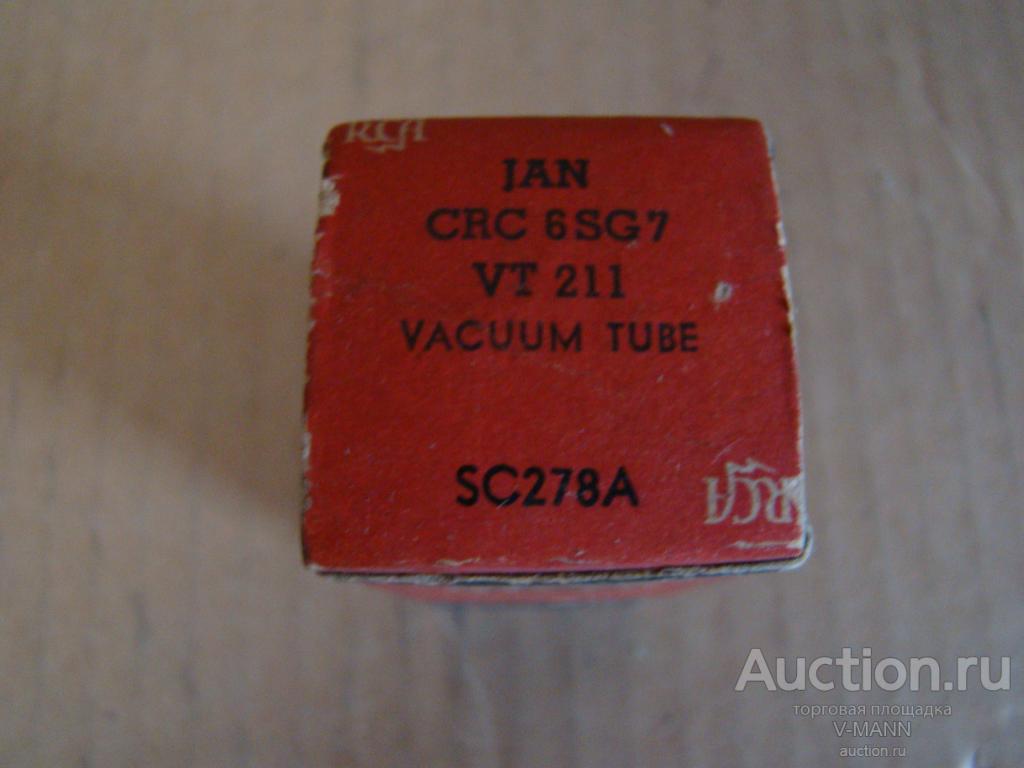 RCA
JAN
CRC 6SG7
VT 211
VACUUM TUBE
SC278A
RCA
Auction.ru
торговая площадка
V-MANN
auction.ru